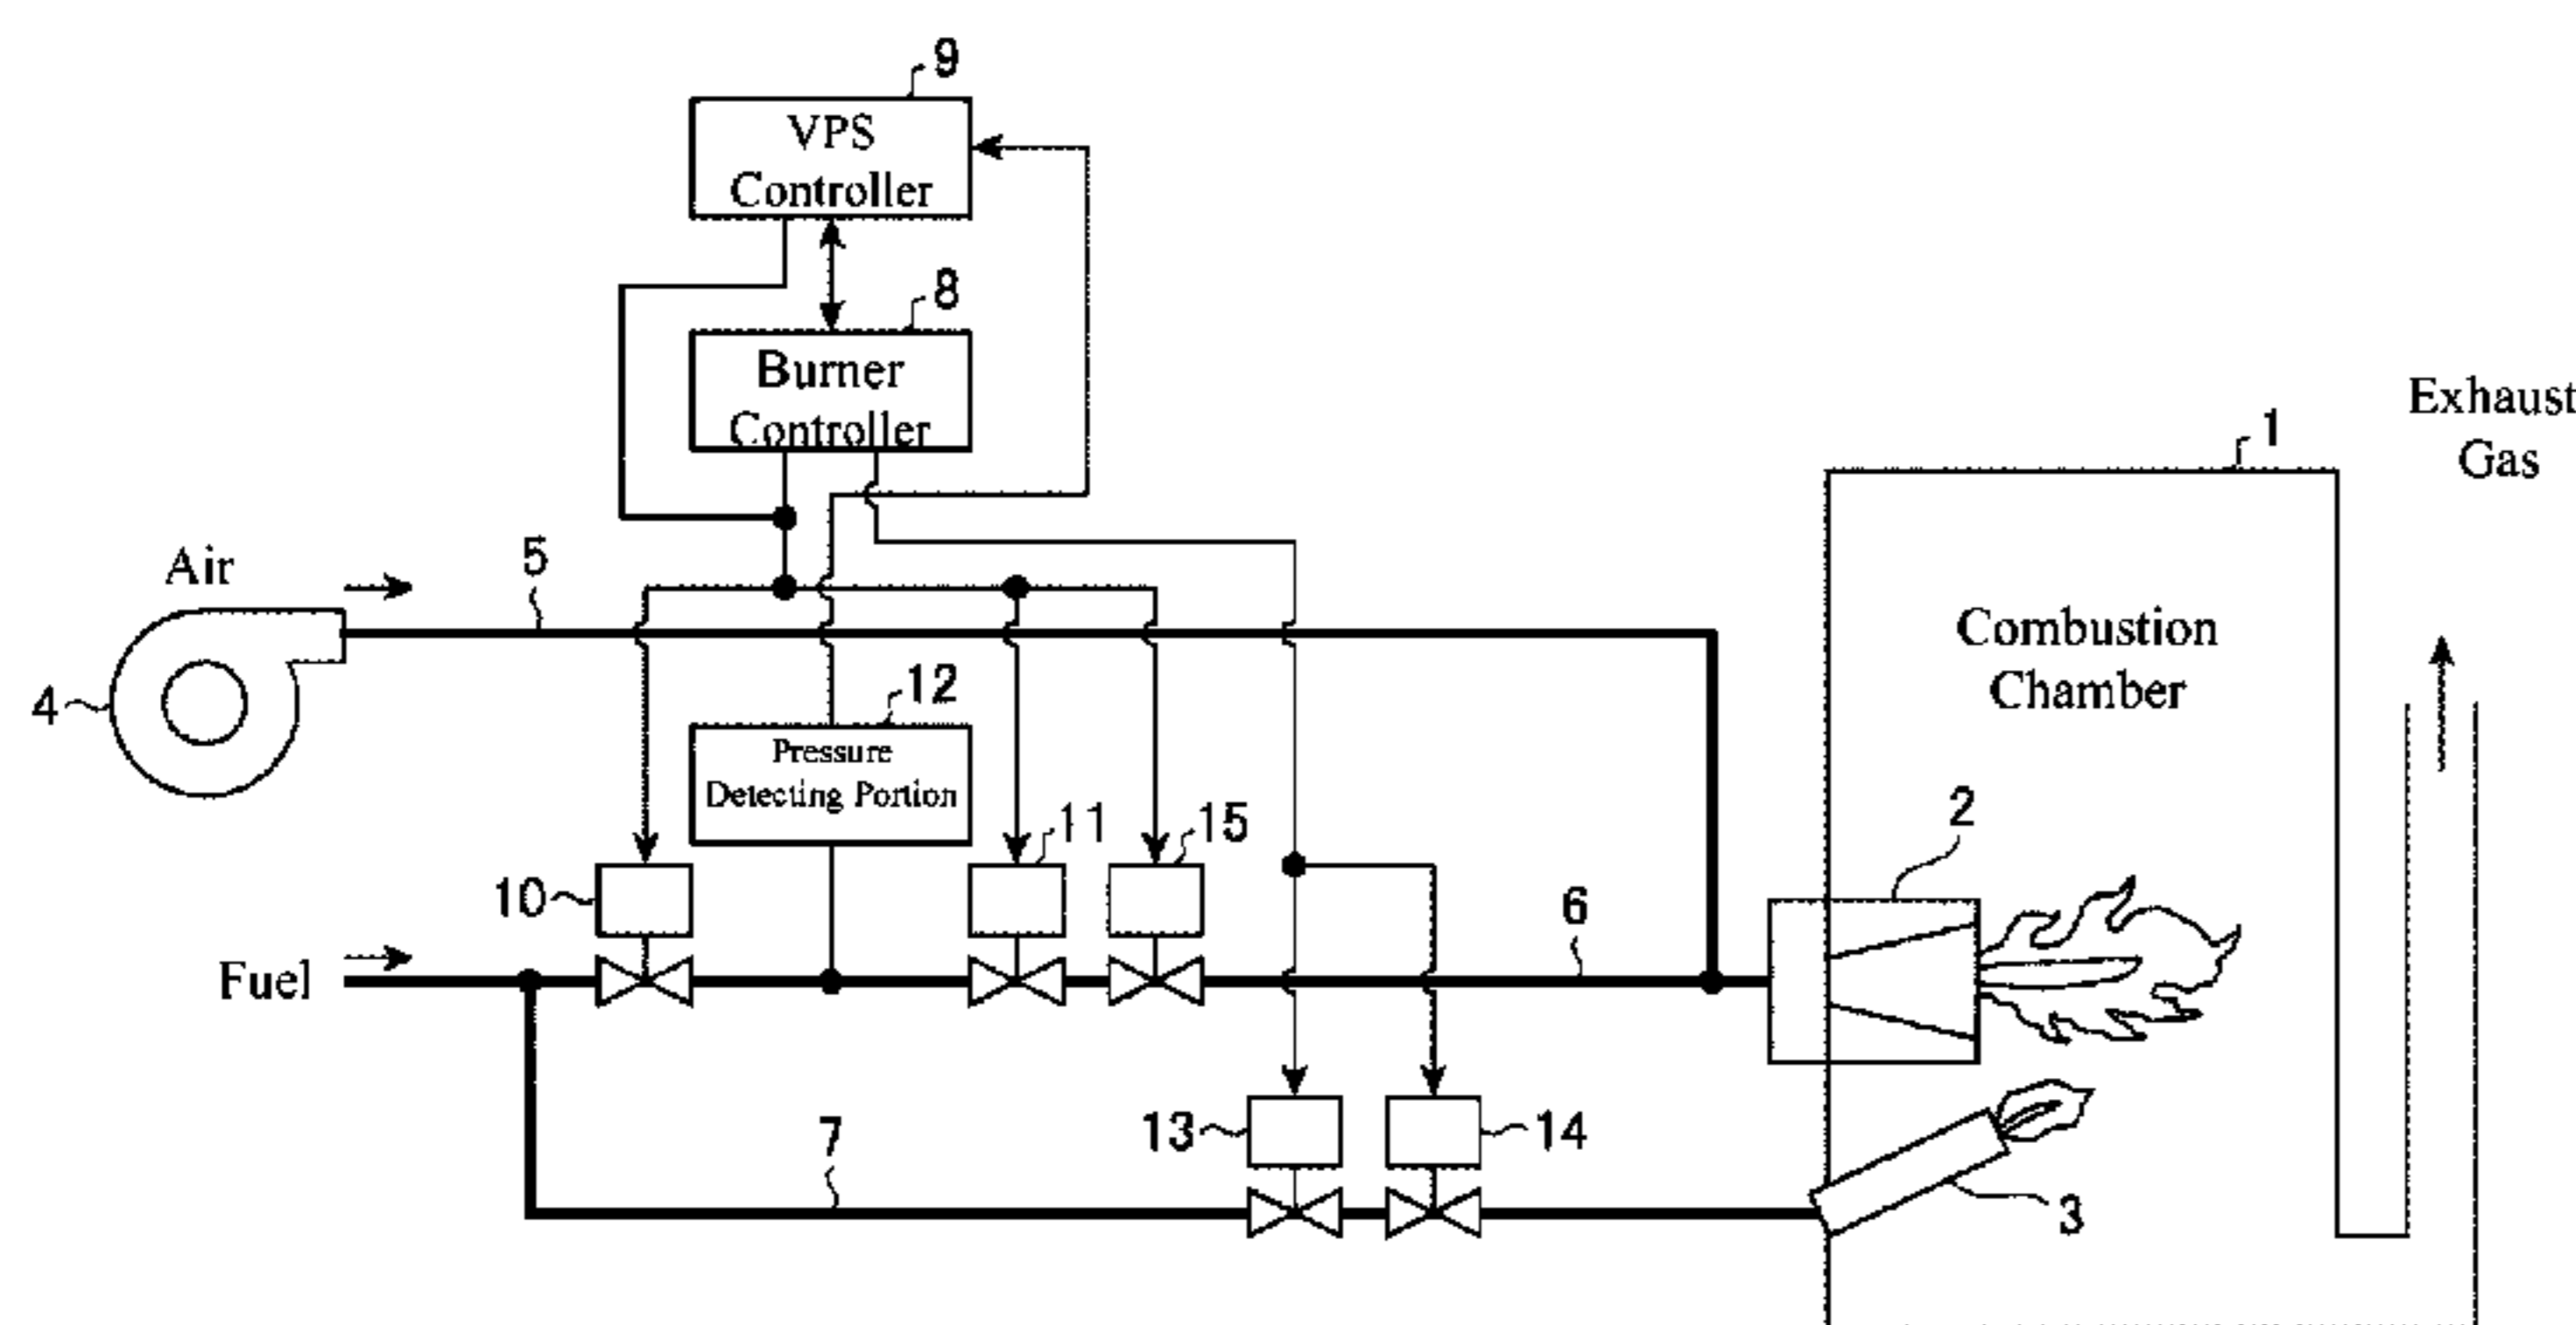 9
VPS
Controller
8
Burner
Controller
Exhaust
Gas
1
Air
5
Combustion
Chamber
4
12
Pressure
Detecting Portion
11
15
2
10
6
Fuel
13
14
7
3